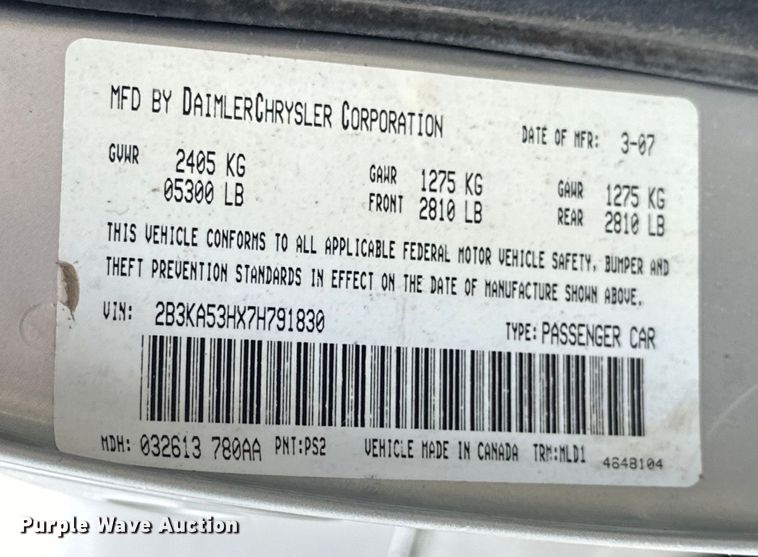 MFD BY DAIMLERCHRYSLER CORPORATION DATE OF MFR: 3-07
GVWR 2405 KG GAWR 1275 KG GAWR 1275 KG
05300 LB FRONT 2810 LB REAR 2810 LB
THIS VEHICLE CONFORMS TO ALL APPLICABLE FEDERAL MOTOR VEHICLE SAFETY, BUMPER AND
THEFT PREVENTION STANDARDS IN EFFECT ON THE DATE OF MANUFACTURE SHOWN ABOVE.
VIN: 2B3KA53HX7H791830 TYPE: PASSENGER CAR
MDH: 032613 780AA PNT:PS2 VEHICLE MADE IN CANADA TRM:MLD1 4648104
Purple Wave Auction